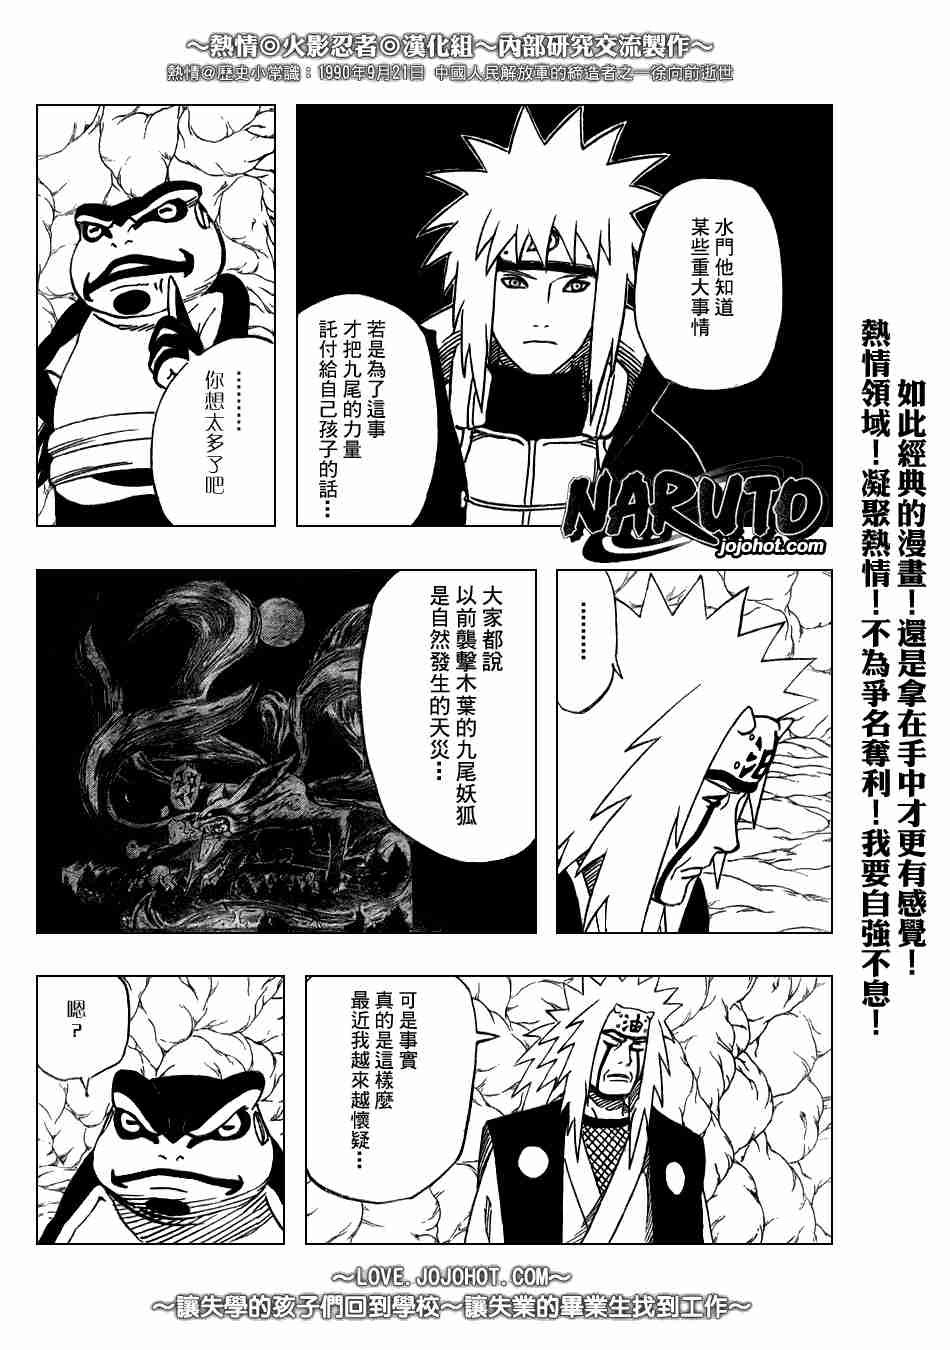 ～熱情◎火影忍者◎漢化組～內部研究交流製作～
熱情@歷史小常識：1990年9月21日 中國人民解放軍的締造者之一徐向前逝世
水門他知道
某些重大事情
若是為了這事
才把九尾的力量
託付給自己孩子的話…
………
你想太多了吧
NARUTO
jojohot.com
如此經典的漫畫！還是拿在手中才更有感覺！
熱情領域！凝聚熱情！不為爭名奪利！我要自強不息！
………
大家都說
以前襲擊木葉的九尾妖狐
是自然發生的天災…
油
可是事實
真的是這樣麼
最近我越來越懷疑…
油
嗯？
～LOVE.JOJOHOT.COM～
～讓失學的孩子們回到學校～讓失業的畢業生找到工作～